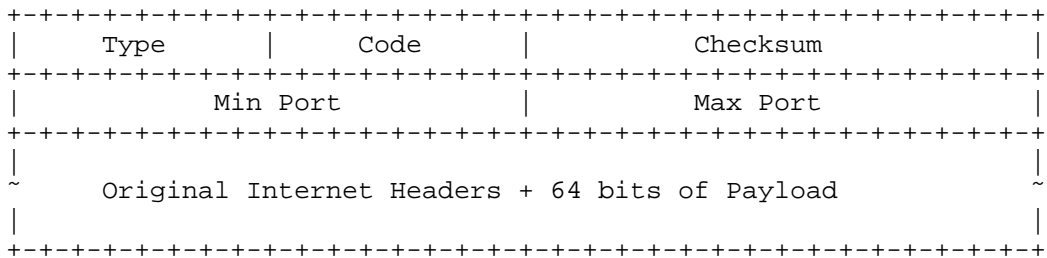 +-+-+-+-+-+-+-+-+-+-+-+-+-+-+-+-+-+-+-+-+-+-+-+-+-+-+-+-+-+-+-+-+
|     Type      |     Code      |          Checksum             |
+-+-+-+-+-+-+-+-+-+-+-+-+-+-+-+-+-+-+-+-+-+-+-+-+-+-+-+-+-+-+-+-+
|            Min Port           |          Max Port             |
+-+-+-+-+-+-+-+-+-+-+-+-+-+-+-+-+-+-+-+-+-+-+-+-+-+-+-+-+-+-+-+-+
|                                                               |
~     Original Internet Headers + 64 bits of Payload            ~
|                                                               |
+-+-+-+-+-+-+-+-+-+-+-+-+-+-+-+-+-+-+-+-+-+-+-+-+-+-+-+-+-+-+-+-+